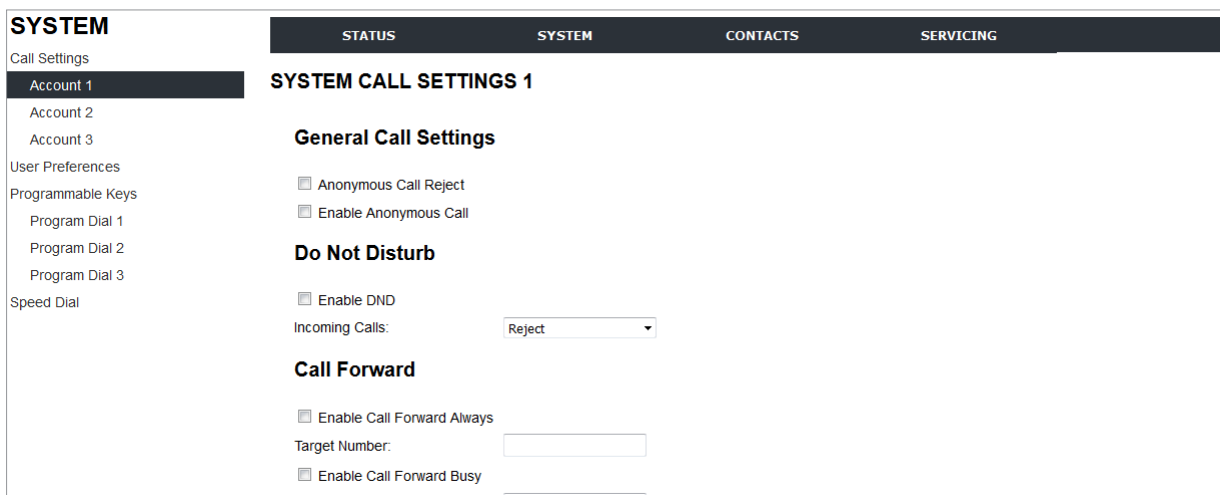 SYSTEM
Call Settings
Account 1
Account 2
Account 3
User Preferences
Programmable Keys
Program Dial 1
Program Dial 2
Program Dial 3
Speed Dial
STATUS SYSTEM CONTACTS SERVICING
SYSTEM CALL SETTINGS 1
General Call Settings
Anonymous Call Reject
Enable Anonymous Call
Do Not Disturb
Enable DND
Incoming Calls: Reject
Call Forward
Enable Call Forward Always
Target Number:
Enable Call Forward Busy